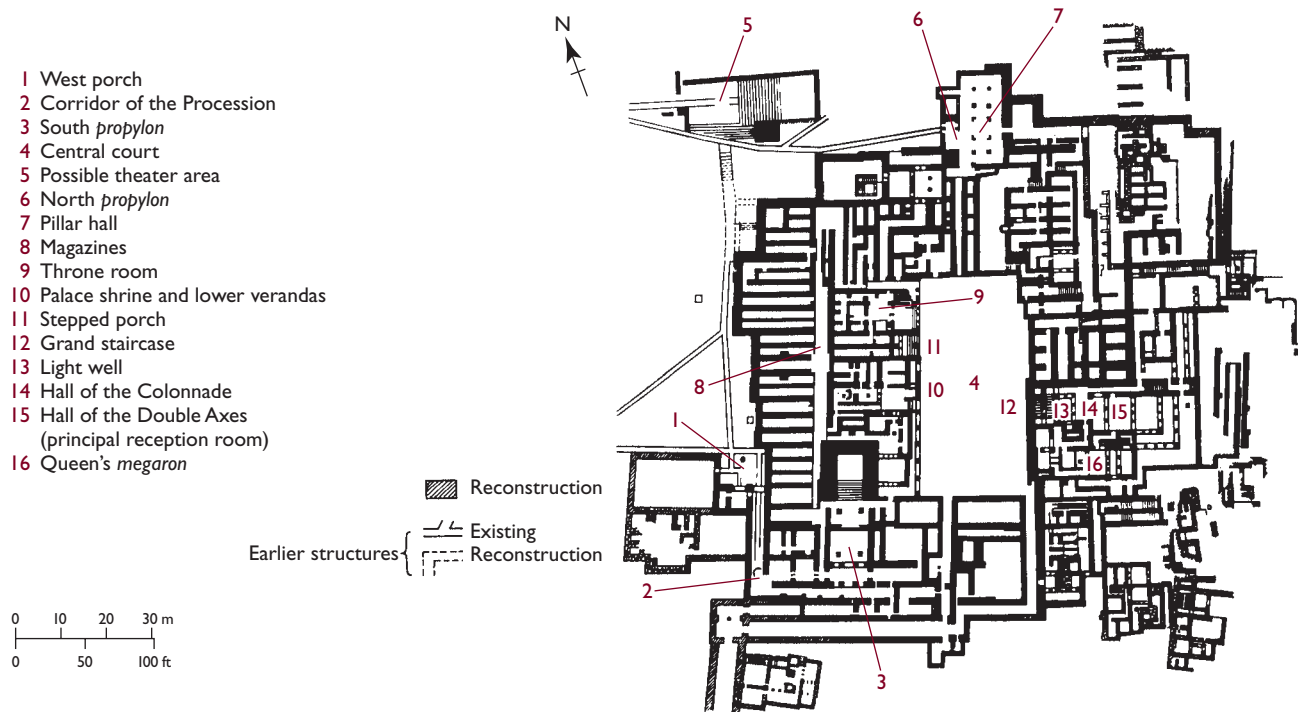 1 West porch
2 Corridor of the Procession
3 South propylon
4 Central court
5 Possible theater area
6 North propylon
7 Pillar hall
8 Magazines
9 Throne room
10 Palace shrine and lower verandas
11 Stepped porch
12 Grand staircase
13 Light well
14 Hall of the Colonnade
15 Hall of the Double Axes
(principal reception room)
16 Queen's megaron
Reconstruction
Earlier structures
Existing
Reconstruction
0 10 20 30 m
0 50 100 ft
N
5
6
7
9
11
8
10
4
12
13
14
15
1
16
2
3